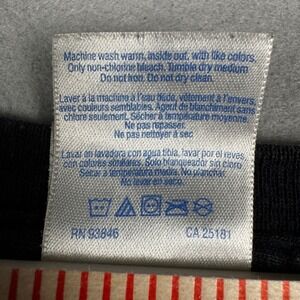 Machine wash warm, inside out, with like colors.
Only non-chlorine bleach. Tumble dry medium
Do not iron. Do not dry clean.
Laver à la machine à l'eau tiède, vêtement à l'envers,
avec couleurs semblables. Agent de blanchiment sans
chlore seulement. Sécher à température moyenne.
Ne pas repasser.
Ne pas nettoyer à sec
Lavar en lavadora con agua tibia, lavar por el reves,
con colores similares. Solo blanqueador sin cloro
Secar a temperatura media. No planchar.
No lavar en seco
RN 93846 CA 25181